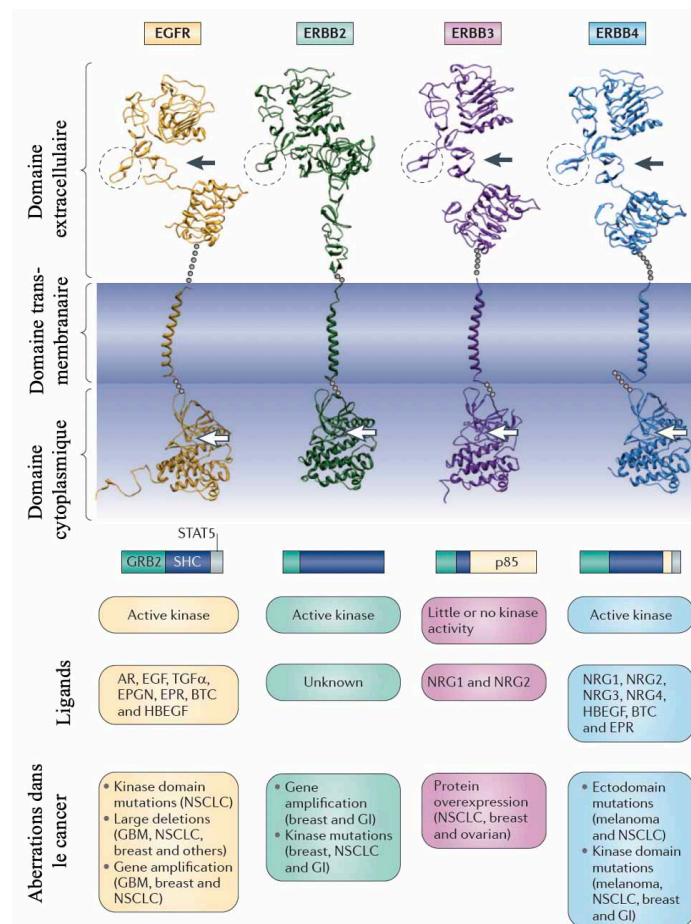 EGFR
ERBB2
ERBB3
ERBB4
Domaine
extracellulaire
Domaine trans-
membranaire
Domaine
cytoplasmique
STAT5
GRB2
SHC
p85
Active kinase
Active kinase
Little or no kinase
activity
Active kinase
Ligands
AR, EGF, TGFα,
EPGN, EPR, BTC
and HBEGF
Unknown
NRG1 and NRG2
NRG1, NRG2,
NRG3, NRG4,
HBEGF, BTC
and EPR
Aberrations dans
le cancer
• Kinase domain
mutations (NSCLC)
• Large deletions
(GBM, NSCLC,
breast and others)
• Gene amplification
(GBM, breast and
NSCLC)
• Gene
amplification
(breast and GI)
• Kinase mutations
(breast, NSCLC
and GI)
Protein
overexpression
(NSCLC, breast
and ovarian)
• Ectodomain
mutations
(melanoma
and NSCLC)
• Kinase domain
mutations
(melanoma,
NSCLC, breast
and GI)